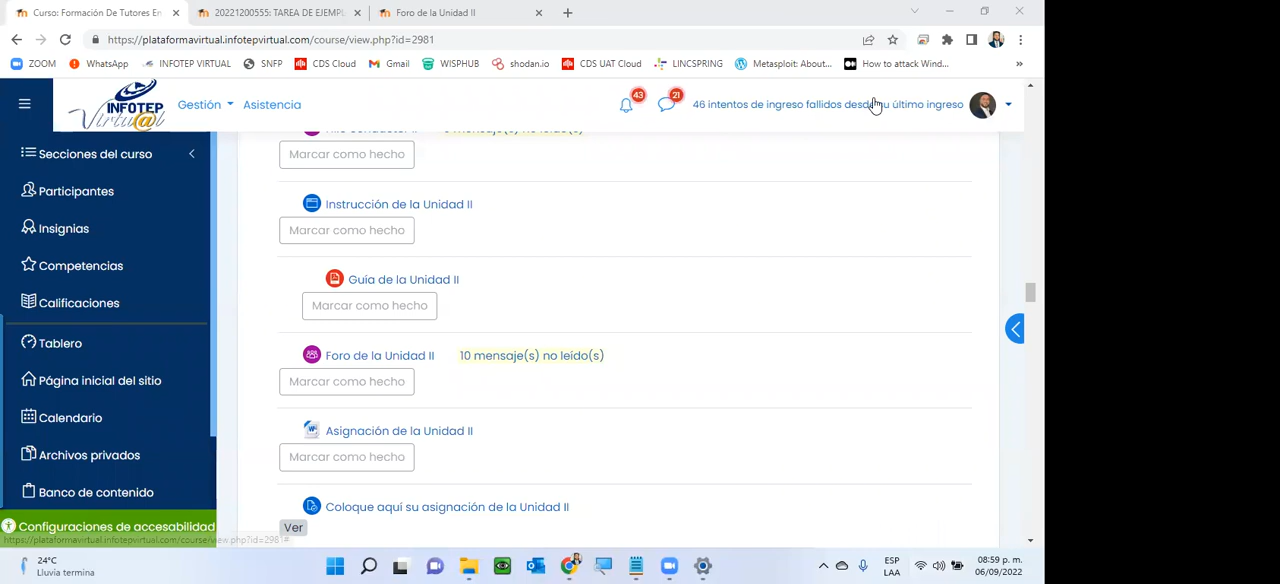 Curso: Formación De Tutores En
20221200555: TAREA DE EJEMPL
Foro de la Unidad II
https://plataformavirtual.infotepvirtual.com/course/view.php?id=2981
ZOOM
WhatsApp
INFOTEP VIRTUAL
SNFP
CDS Cloud
Gmail
WISPHUB
shodan.io
CDS UAT Cloud
LINCSPRING
Metasploit: About...
How to attack Wind...
INFOTEP
Virtu@l
Gestión
Asistencia
43
21
46 intentos de ingreso fallidos desde su último ingreso
Secciones del curso
Participantes
Insignias
Competencias
Calificaciones
Tablero
Página inicial del sitio
Calendario
Archivos privados
Banco de contenido
Configuraciones de accesabilidad
https://plataformavirtual.infotepvirtual.com/course/view.php?id=2981#
Marcar como hecho
Instrucción de la Unidad II
Marcar como hecho
Guía de la Unidad II
Marcar como hecho
Foro de la Unidad II 10 mensaje(s) no leído(s)
Marcar como hecho
Asignación de la Unidad II
Marcar como hecho
Coloque aquí su asignación de la Unidad II
Ver
24°C
Lluvia termina
ESP
LAA
08:59 p. m.
06/09/2022